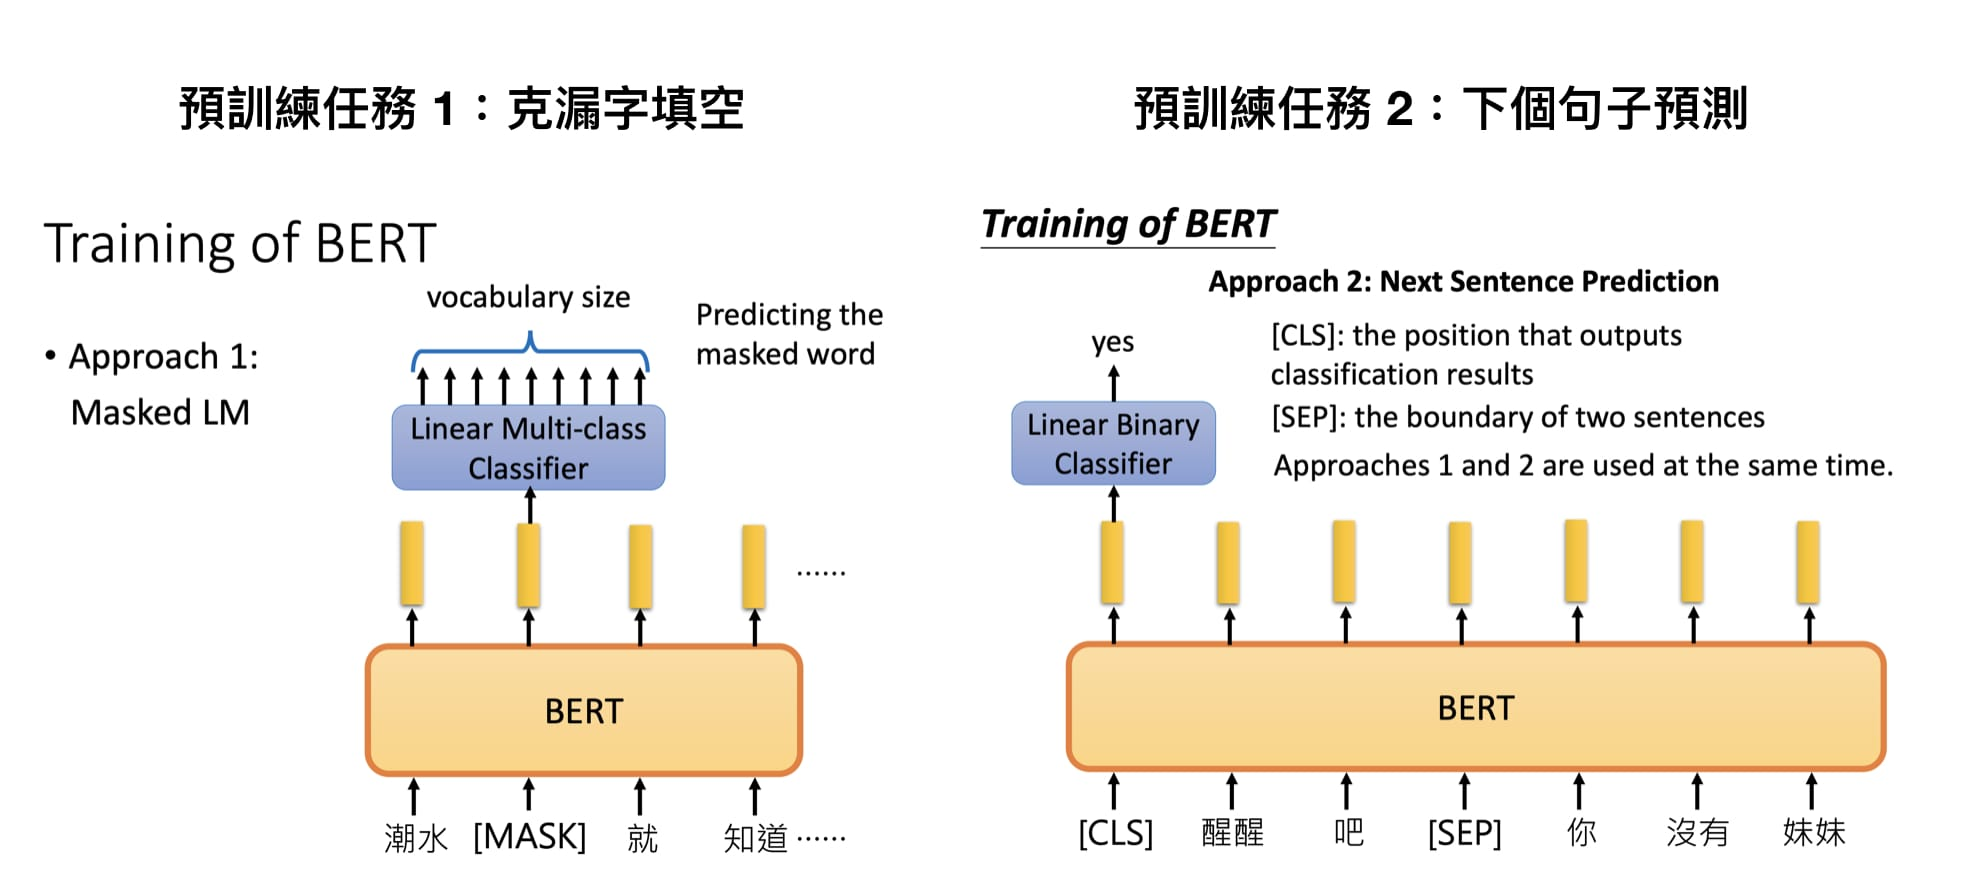 預訓練任務 1：克漏字填空
Training of BERT
• Approach 1:
Masked LM
vocabulary size
Predicting the
masked word
Linear Multi-class
Classifier
......
BERT
潮水 [MASK] 就 知道 ......
預訓練任務 2：下個句子預測
Training of BERT
Approach 2: Next Sentence Prediction
yes
[CLS]: the position that outputs
classification results
[SEP]: the boundary of two sentences
Approaches 1 and 2 are used at the same time.
Linear Binary
Classifier
BERT
[CLS] 醒醒 吧 [SEP] 你 沒有 妹妹